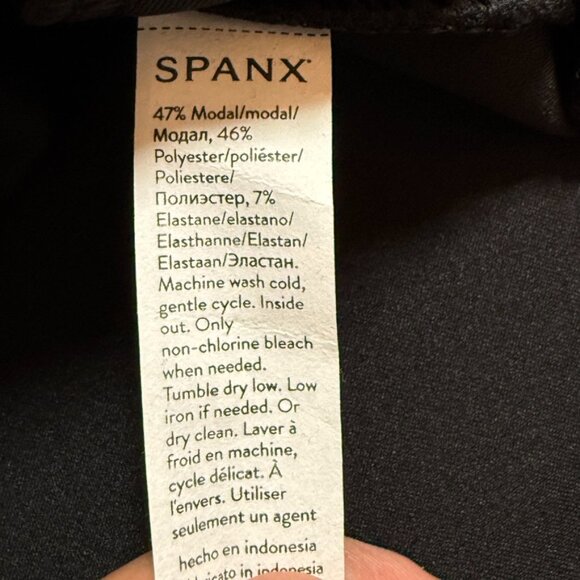 SPANX
47% Modal/modal/
Модал, 46%
Polyester/poliéster/
Poliestere/
Полиэстер, 7%
Elastane/elastano/
Elasthanne/Elastan/
Elastaan/Эластан.
Machine wash cold,
gentle cycle. Inside
out. Only
non-chlorine bleach
when needed.
Tumble dry low. Low
iron if needed. Or
dry clean. Laver à
froid en machine,
cycle délicat. À
l'envers. Utiliser
seulement un agent
hecho en indonesia
in indonesia